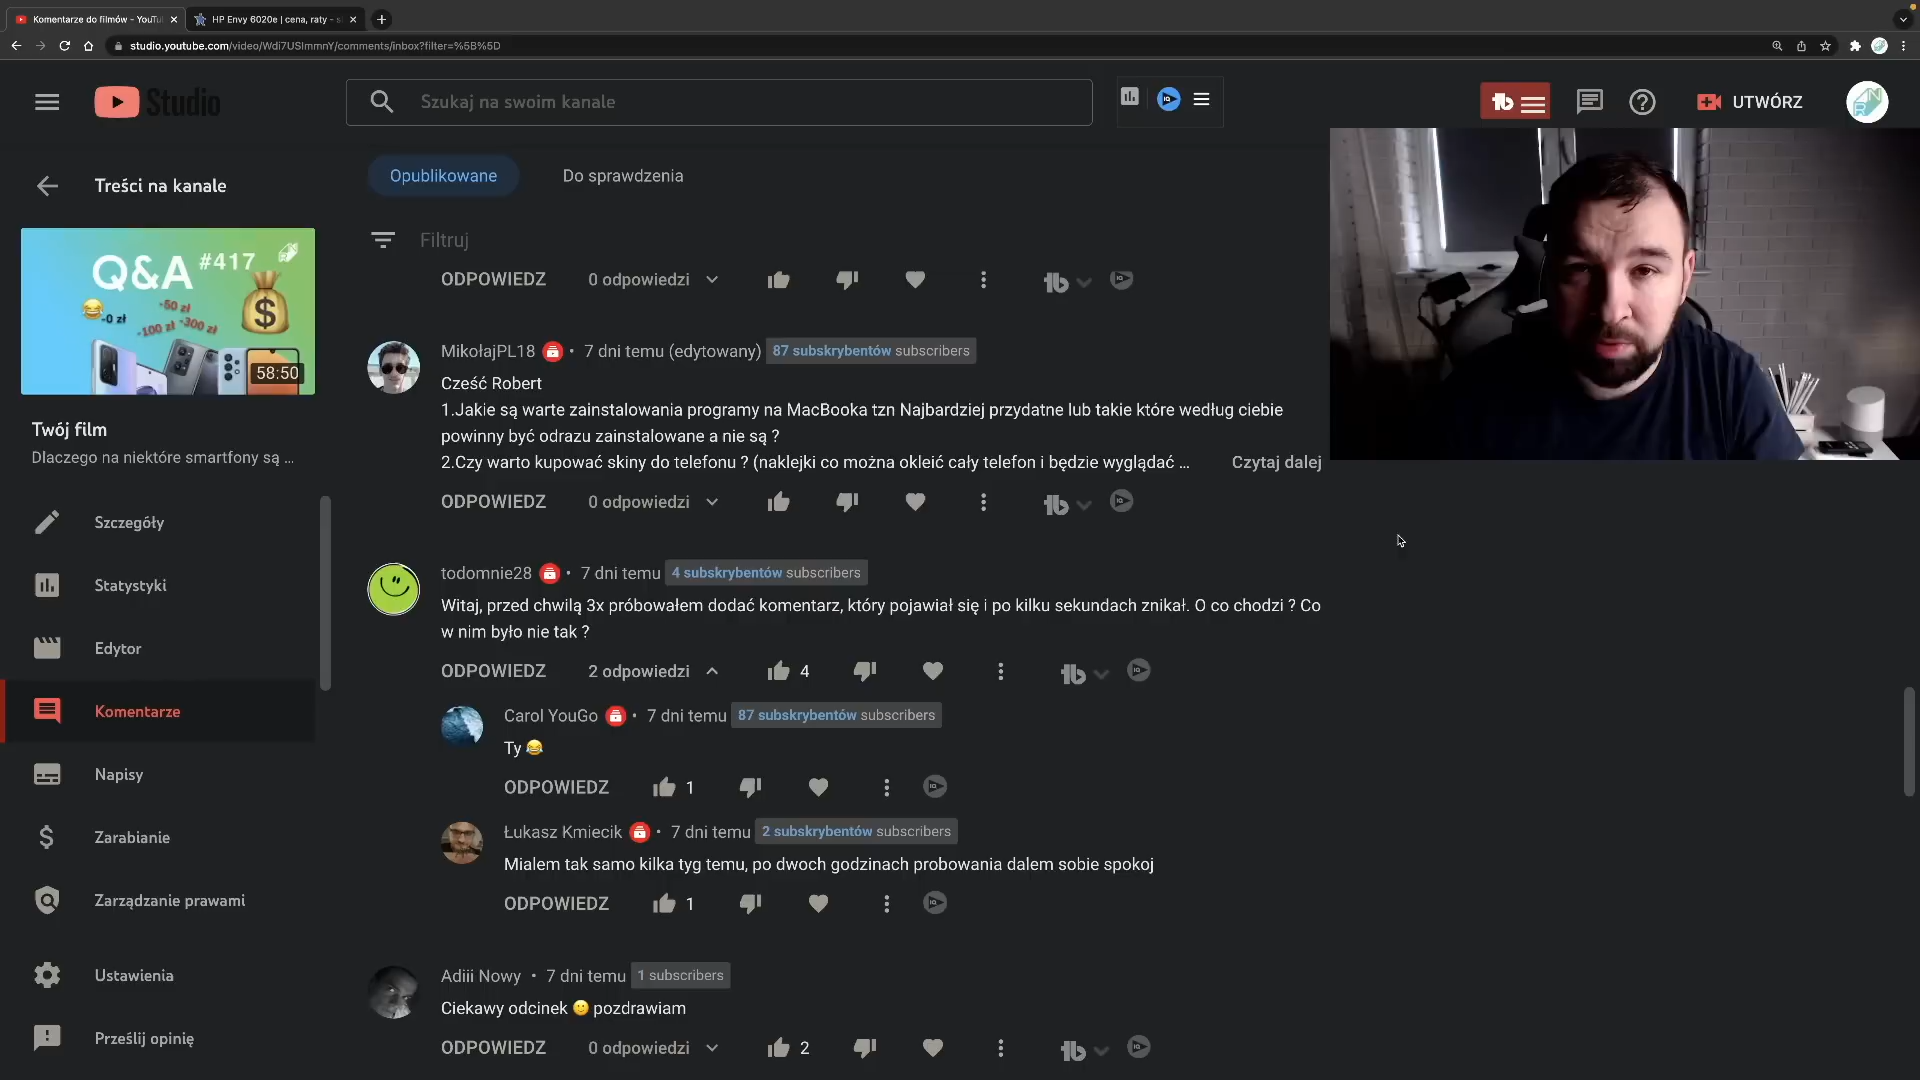 Komentarze do filmów - YouTu
HP Envy 6020e | cena, raty - s
studio.youtube.com/video/Wdi7USImmnY/comments/inbox?filter=%5B%5D
Studio
Szukaj na swoim kanale
UTWÓRZ
Treści na kanale
Q&A #417
-0 zł
-50 zł
-100 zł -300 zł
58:50
Twój film
Dlaczego na niektóre smartfony są ...
Szczegóły
Statystyki
Edytor
Komentarze
Napisy
Zarabianie
Zarządzanie prawami
Ustawienia
Prześlij opinię
Opublikowane
Do sprawdzenia
Filtruj
ODPOWIEDZ 0 odpowiedzi
MikołajPL18 • 7 dni temu (edytowany) 87 subskrybentów subscribers
Cześć Robert
1.Jakie są warte zainstalowania programy na MacBooka tzn Najbardziej przydatne lub takie które według ciebie
powinny być odrazu zainstalowane a nie są ?
2.Czy warto kupować skiny do telefonu ? (naklejki co można okleić cały telefon i będzie wyglądać ... Czytaj dalej
ODPOWIEDZ 0 odpowiedzi
todomnie28 • 7 dni temu 4 subskrybentów subscribers
Witaj, przed chwilą 3x próbowałem dodać komentarz, który pojawiał się i po kilku sekundach znikał. O co chodzi ? Co
w nim było nie tak ?
ODPOWIEDZ 2 odpowiedzi 4
Carol YouGo • 7 dni temu 87 subskrybentów subscribers
Ty 😂
ODPOWIEDZ 1
Łukasz Kmiecik • 7 dni temu 2 subskrybentów subscribers
Mialem tak samo kilka tyg temu, po dwoch godzinach probowania dalem sobie spokoj
ODPOWIEDZ 1
Adiii Nowy • 7 dni temu 1 subscribers
Ciekawy odcinek 🙂 pozdrawiam
ODPOWIEDZ 0 odpowiedzi 2